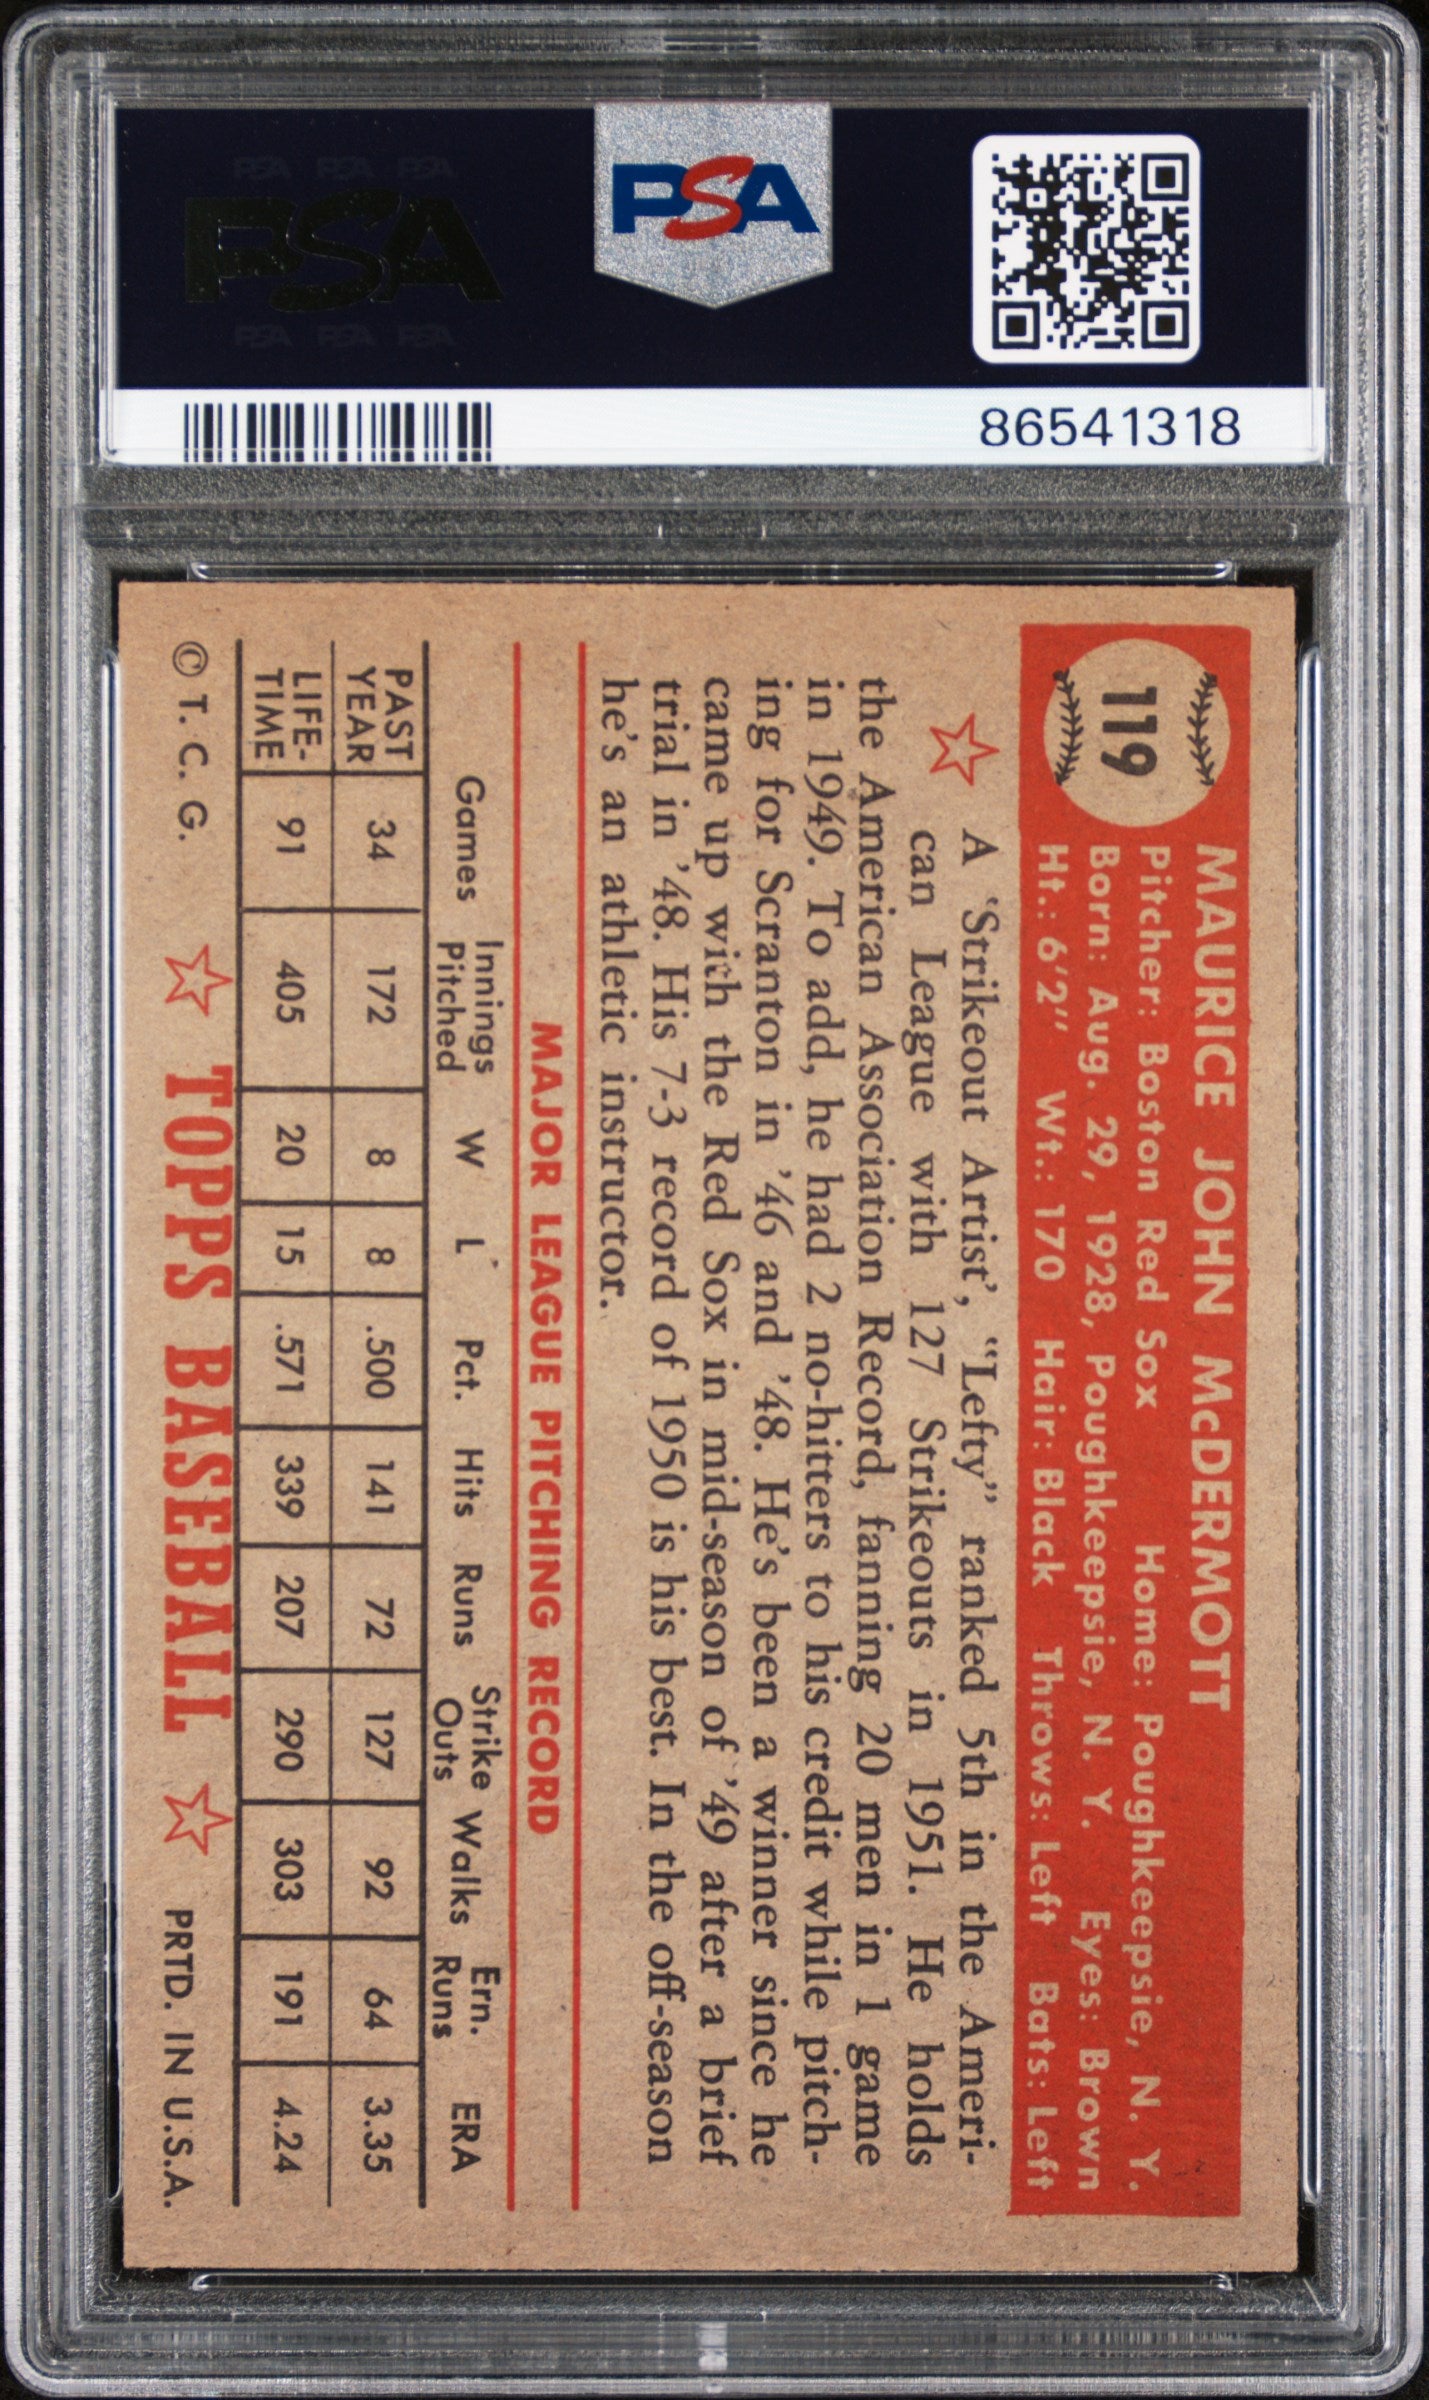 PSA PSA PSA
PSA
PSA PSA PSA
PSA
86541318
119
MAURICE JOHN McDERMOTT
Pitcher: Boston Red Sox Home: Poughkeepsie, N. Y.
Born: Aug. 29, 1928, Poughkeepsie, N. Y. Eyes: Brown
Ht.: 6'2" Wt.: 170 Hair: Black Throws: Left Bats: Left
A 'Strikeout Artist', "Lefty" ranked 5th in the Ameri-
can League with 127 Strikeouts in 1951. He holds
the American Association Record, fanning 20 men in 1 game
in 1949. To add, he had 2 no-hitters to his credit while pitch-
ing for Scranton in '46 and '48. He's been a winner since he
came up with the Red Sox in mid-season of '49 after a brief
trial in '48. His 7-3 record of 1950 is his best. In the off-season
he's an athletic instructor.
MAJOR LEAGUE PITCHING RECORD
Games Innings Pitched W L Pct. Hits Runs Strike Outs Walks Ern. Runs ERA
PAST YEAR 34 172 8 8 .500 141 72 127 92 64 3.35
LIFE-TIME 91 405 20 15 .571 339 207 290 303 191 4.24
© T. C. G. TOPPS BASEBALL PRTD. IN U.S.A.